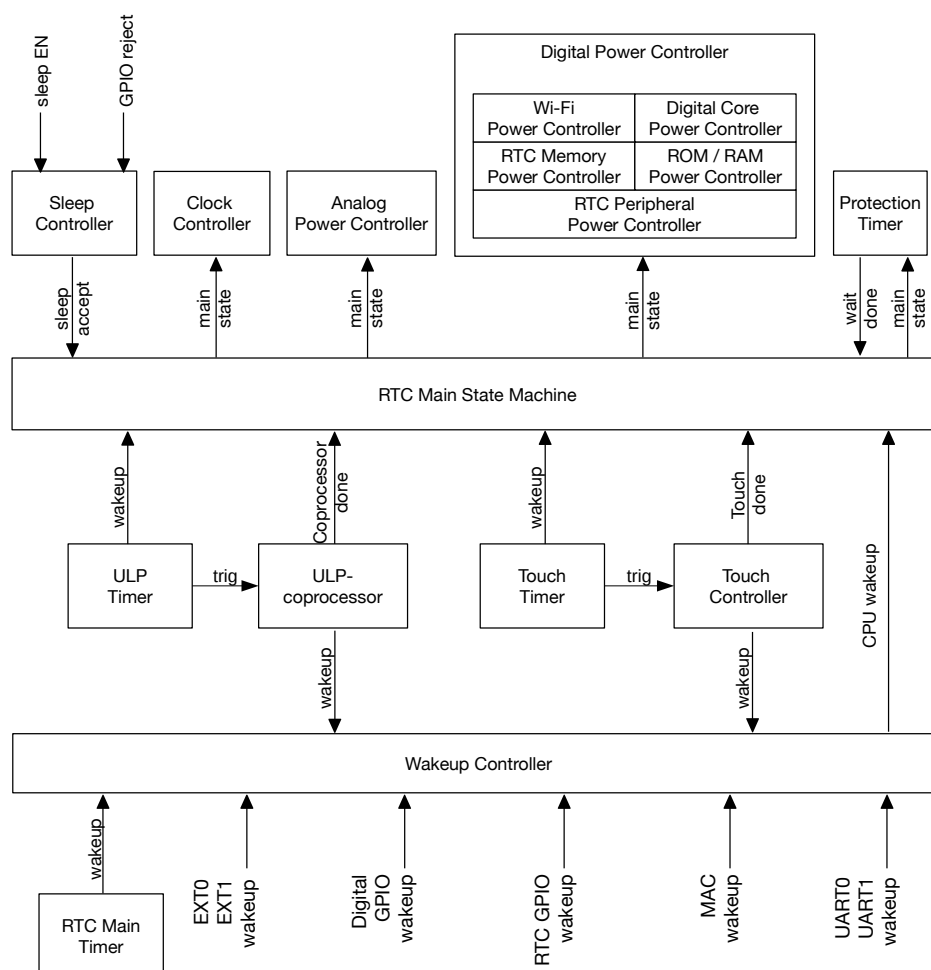 sleep EN
GPIO reject
Digital Power Controller
Wi-Fi
Power Controller
Digital Core
Power Controller
RTC Memory
Power Controller
ROM / RAM
Power Controller
RTC Peripheral
Power Controller
Sleep
Controller
Clock
Controller
Analog
Power Controller
Protection
Timer
sleep
accept
main
state
main
state
main
state
wait
done
main
state
RTC Main State Machine
wakeup
Coprocessor
done
wakeup
Touch
done
CPU wakeup
ULP
Timer
trig
ULP-
coprocessor
Touch
Timer
trig
Touch
Controller
wakeup
wakeup
Wakeup Controller
wakeup
RTC Main
Timer
EXT0
EXT1
wakeup
Digital
GPIO
wakeup
RTC GPIO
wakeup
MAC
wakeup
UART0
UART1
wakeup